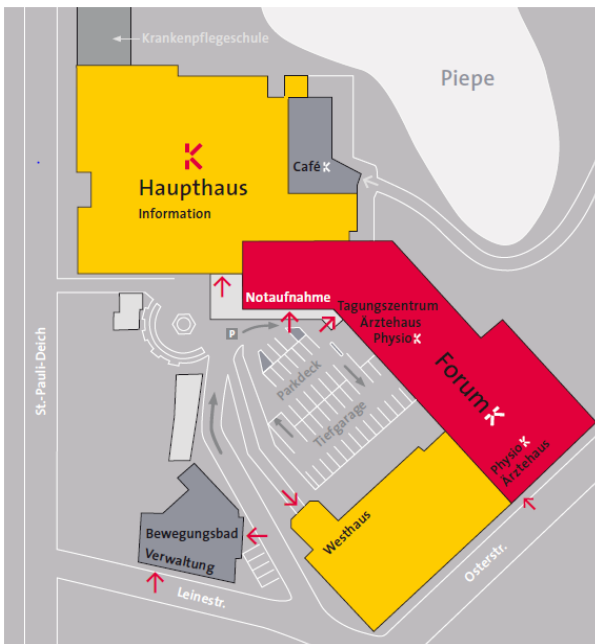 Krankenpflegeschule
Piepe
Café
Haupthaus
Information
Notaufnahme
Tagungszentrum
Ärztehaus
Physio
P
Parkdeck
Forum
St.-Pauli-Deich
Tiefgarage
Physio
Ärztehaus
Westhaus
Bewegungsbad
Verwaltung
Osterstr.
Leinestr.